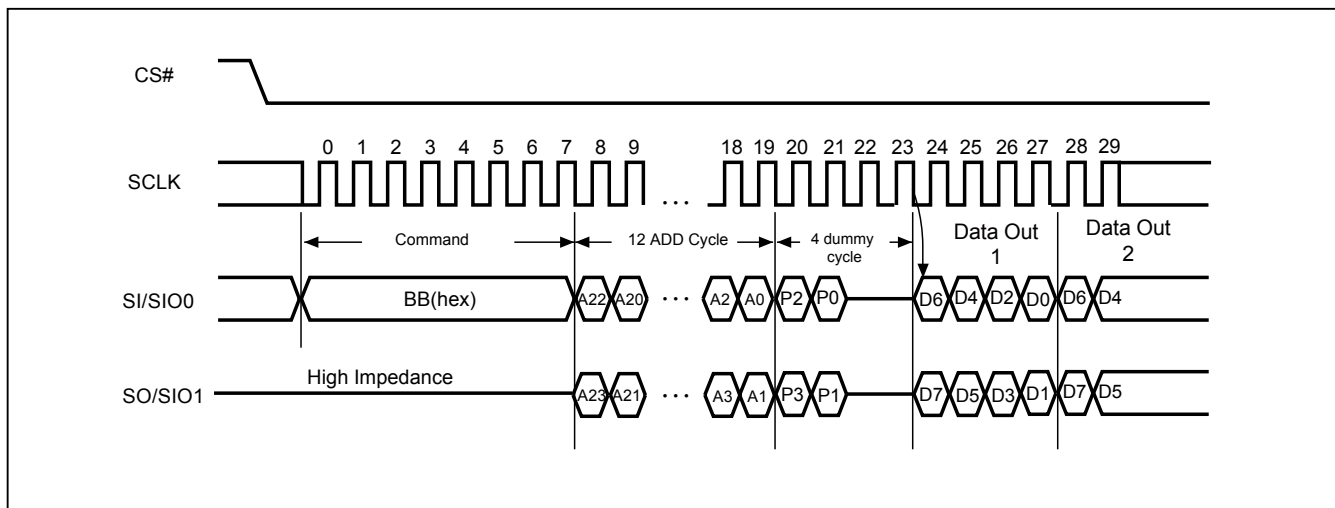 CS#
0 1 2 3 4 5 6 7 8 9 18 19 20 21 22 23 24 25 26 27 28 29
SCLK
...
Command
12 ADD Cycle
4 dummy
cycle
Data Out
1
Data Out
2
SI/SIO0
BB(hex)
A22 A20 ... A2 A0 P2 P0 D6 D4 D2 D0 D6 D4
High Impedance
SO/SIO1
A23 A21 ... A3 A1 P3 P1 D7 D5 D3 D1 D7 D5